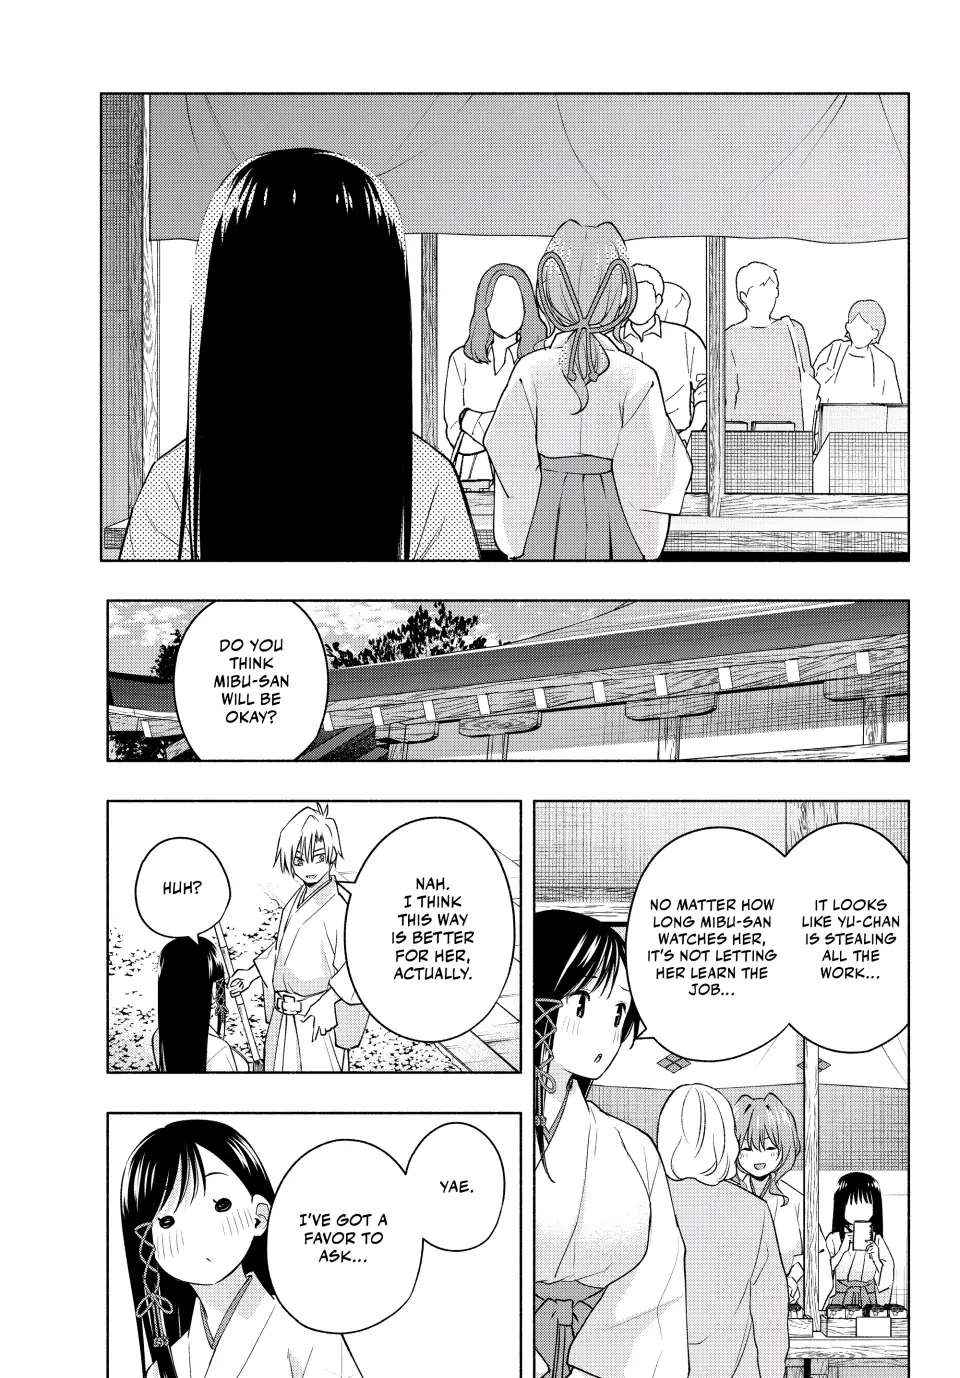 DO YOU
THINK
MIBU-SAN
WILL BE
OKAY?
IT LOOKS
LIKE YU-CHAN
IS STEALING
ALL THE
WORK...
NO MATTER HOW
LONG MIBU-SAN
WATCHES HER,
IT'S NOT LETTING
HER LEARN THE
JOB...
NAH.
I THINK
THIS WAY
IS BETTER
FOR HER,
ACTUALLY.
HUH?
YAE.
I'VE GOT A
FAVOR TO
ASK...